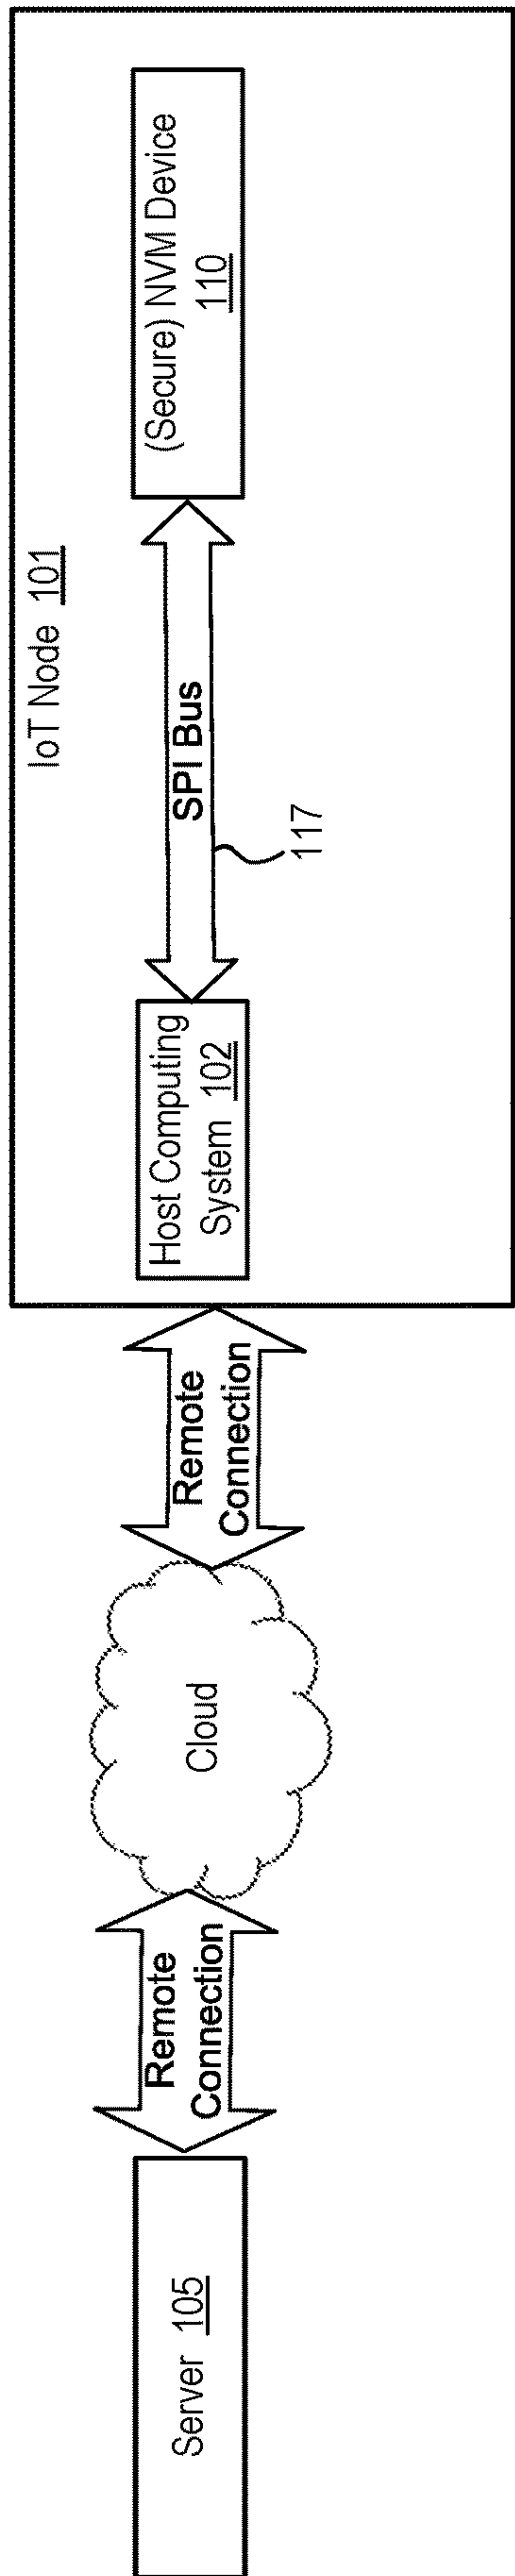 Server 105
Remote
Connection
Cloud
Remote
Connection
IoT Node 101
Host Computing
System 102
SPI Bus
117
(Secure) NVM Device
110